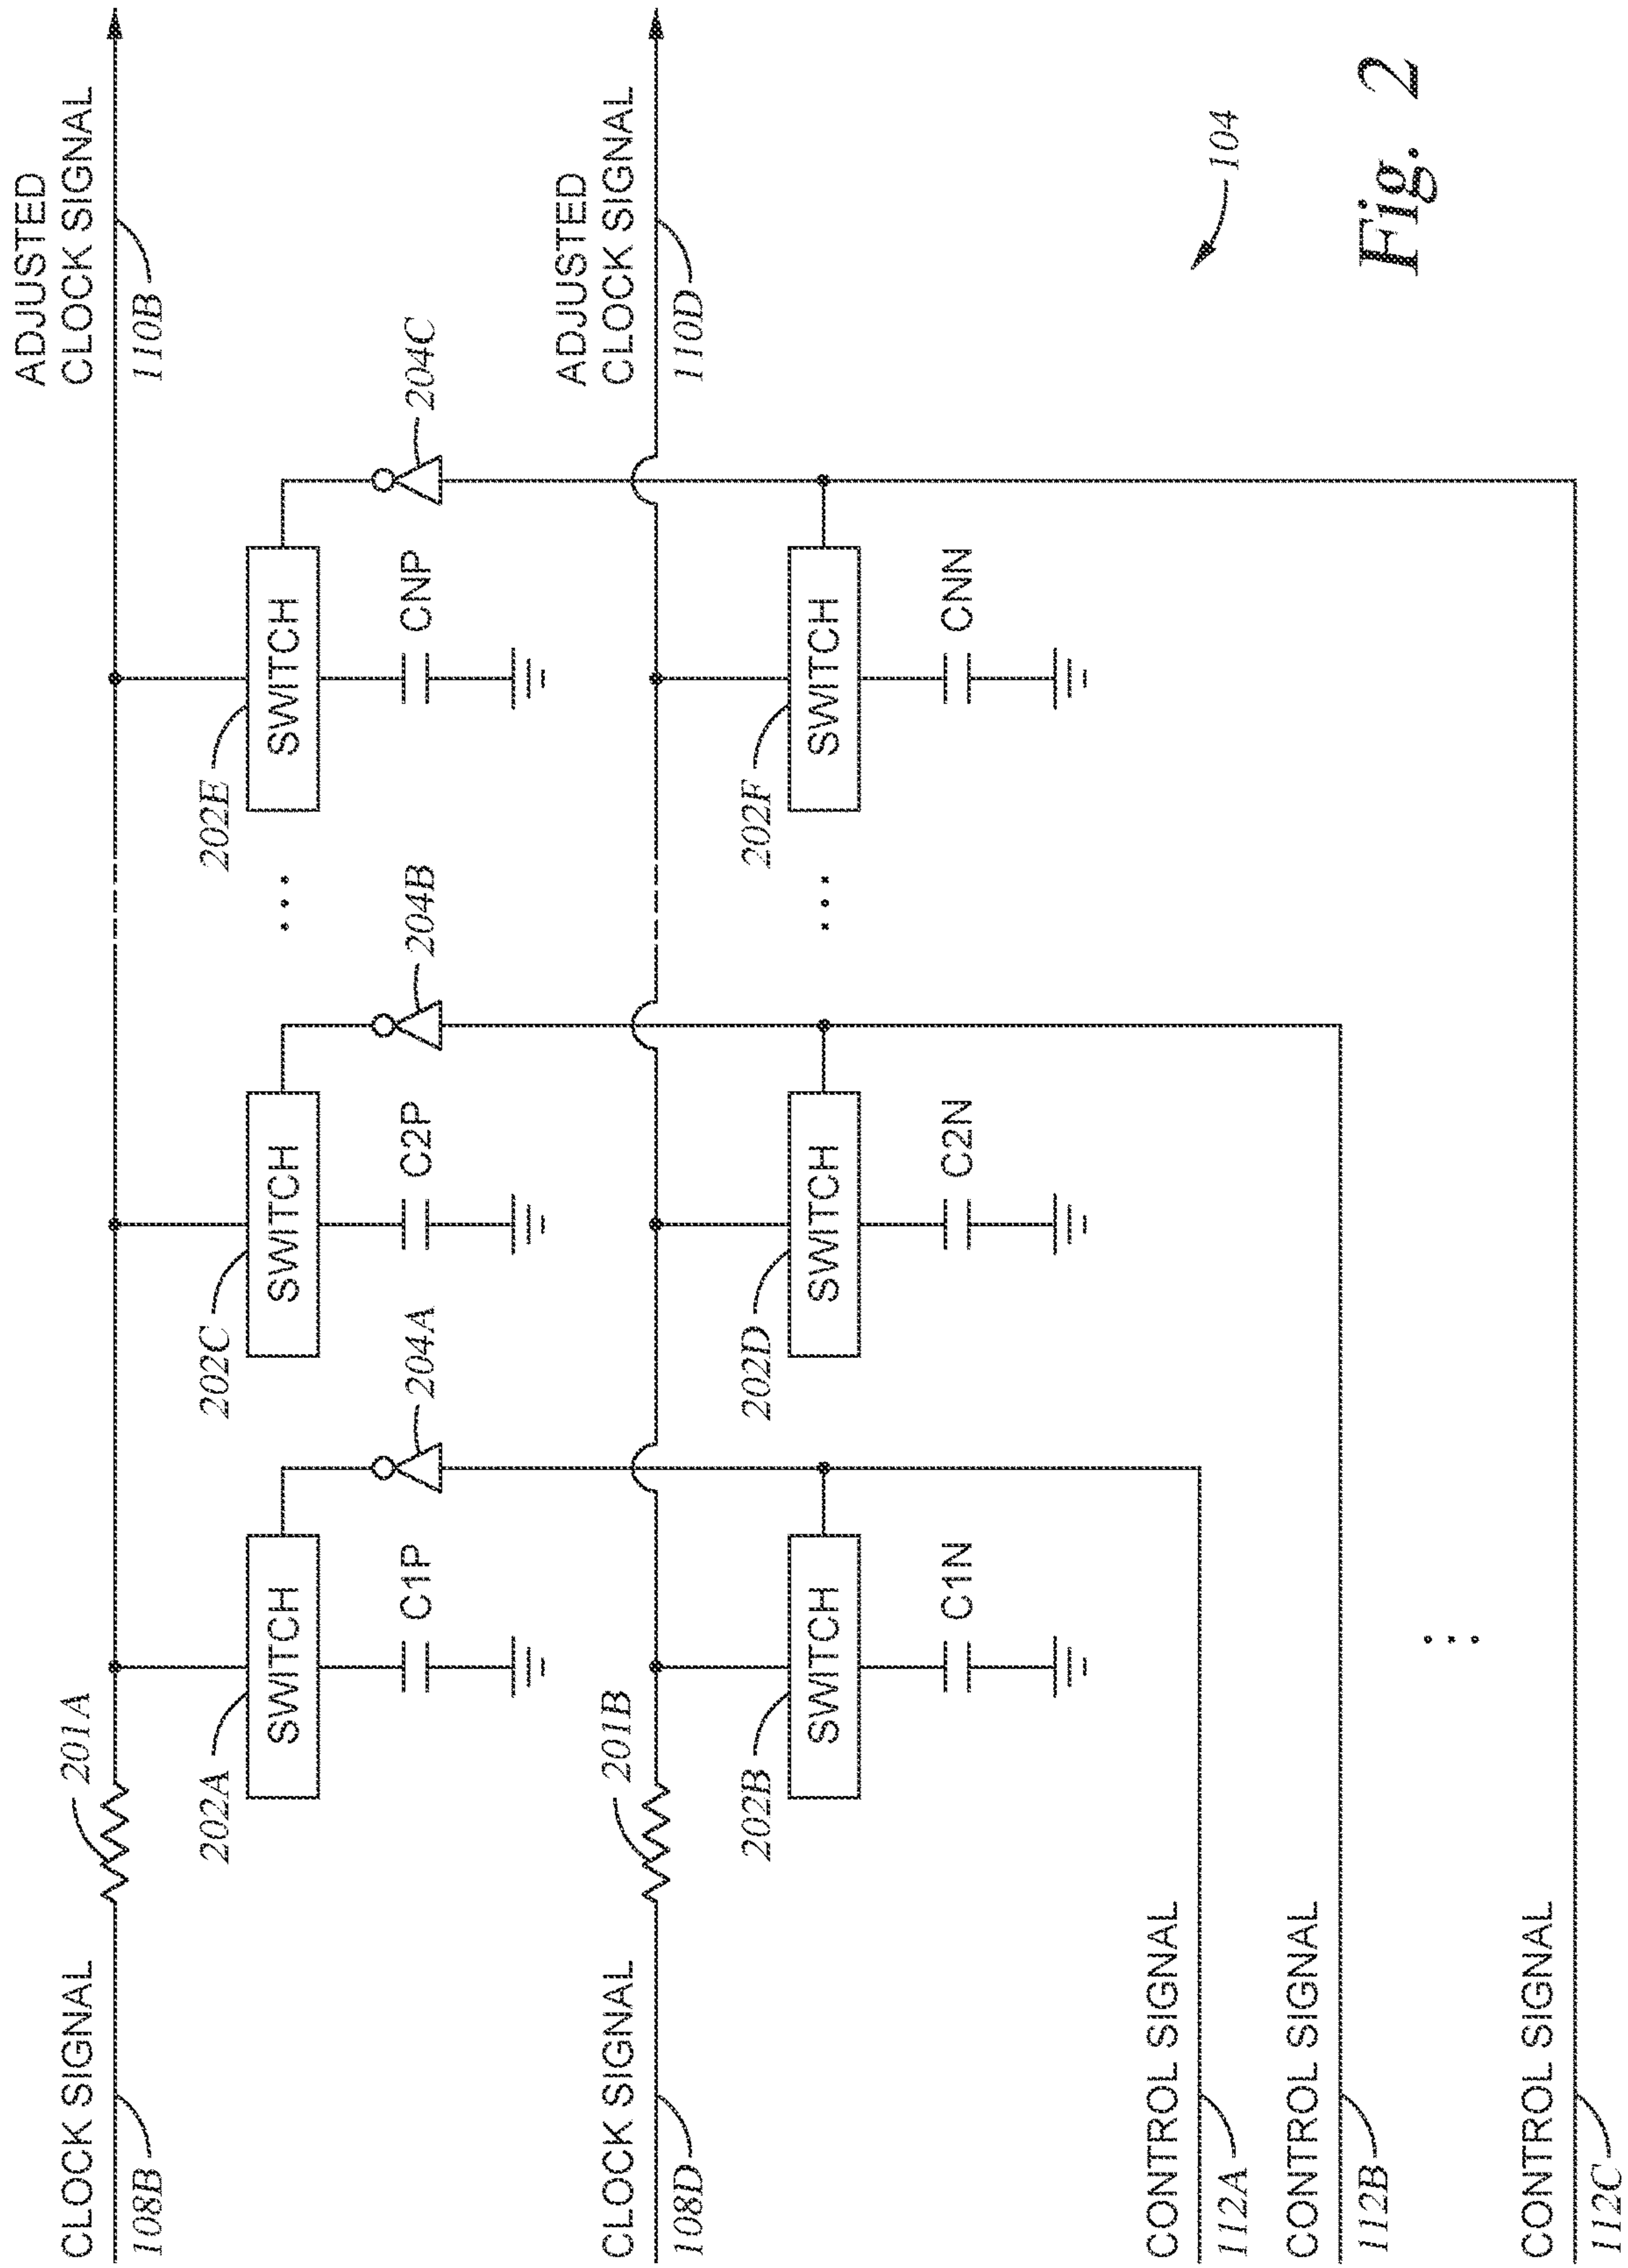 CLOCK SIGNAL
108B
201A
ADJUSTED
CLOCK SIGNAL
110B
202A
SWITCH
C1P
204A
202C
SWITCH
C2P
204B
...
202E
SWITCH
CNP
204C
CLOCK SIGNAL
108D
201B
ADJUSTED
CLOCK SIGNAL
110D
202B
SWITCH
C1N
202D
SWITCH
C2N
...
202F
SWITCH
CNN
CONTROL SIGNAL
112A
CONTROL SIGNAL
112B
CONTROL SIGNAL
112C
104
Fig. 2